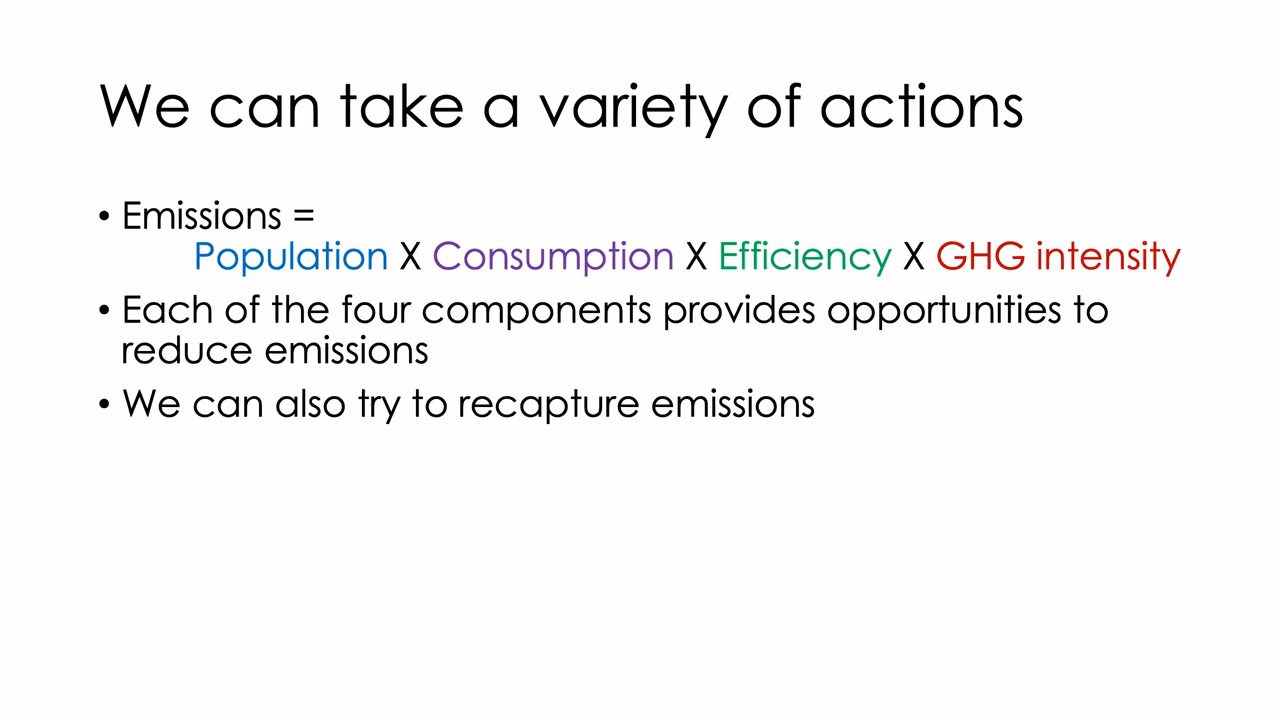 We can take a variety of actions
• Emissions =
Population X Consumption X Efficiency X GHG intensity
• Each of the four components provides opportunities to
reduce emissions
• We can also try to recapture emissions